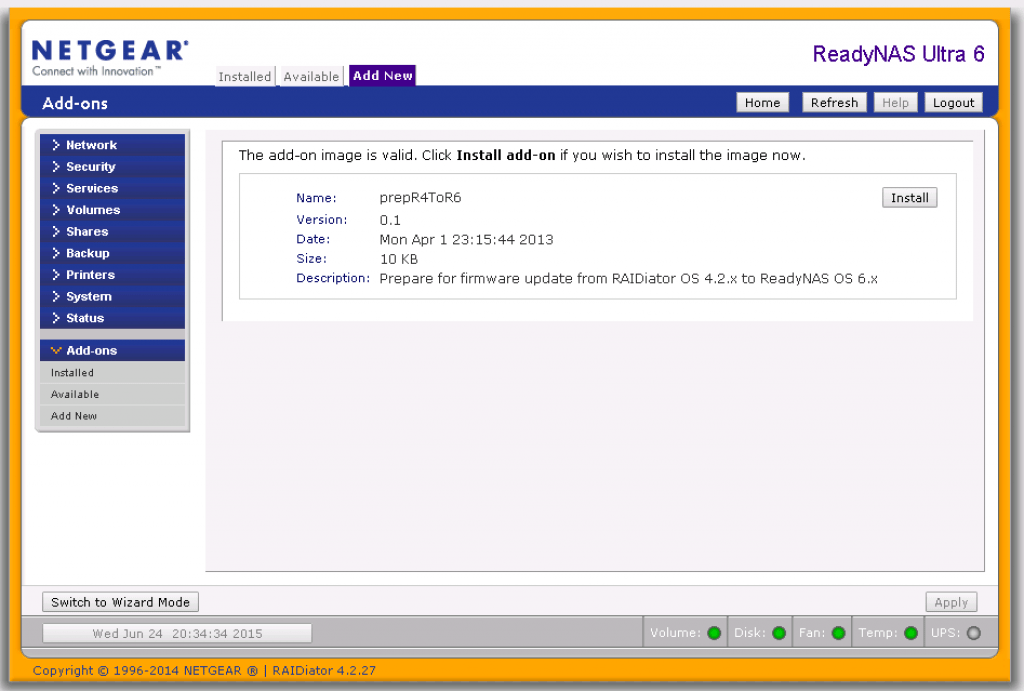 NETGEAR®
Connect with Innovation™
ReadyNAS Ultra 6
Installed Available Add New
Add-ons
Home Refresh Help Logout
Network
Security
Services
Volumes
Shares
Backup
Printers
System
Status
Add-ons
Installed
Available
Add New
The add-on image is valid. Click Install add-on if you wish to install the image now.
Name: prepR4ToR6
Install
Version: 0.1
Date: Mon Apr 1 23:15:44 2013
Size: 10 KB
Description: Prepare for firmware update from RAIDiator OS 4.2.x to ReadyNAS OS 6.x
Switch to Wizard Mode
Apply
Wed Jun 24 20:34:34 2015
Volume: Disk: Fan: Temp: UPS:
Copyright © 1996-2014 NETGEAR ® | RAIDiator 4.2.27